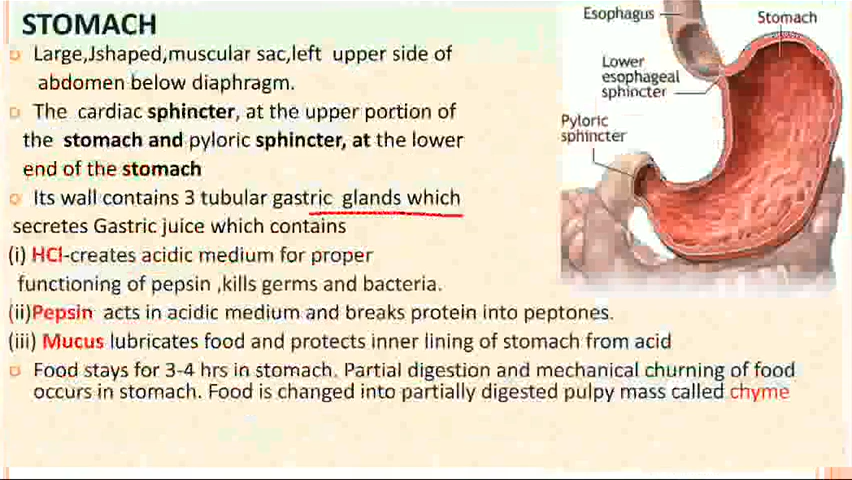 STOMACH
Large,Jshaped,muscular sac,left upper side of
abdomen below diaphragm.
The cardiac sphincter, at the upper portion of
the stomach and pyloric sphincter, at the lower
end of the stomach
Its wall contains 3 tubular gastric glands which
secretes Gastric juice which contains
(i) HCl-creates acidic medium for proper
functioning of pepsin ,kills germs and bacteria.
(ii)Pepsin acts in acidic medium and breaks protein into peptones.
(iii) Mucus lubricates food and protects inner lining of stomach from acid
Food stays for 3-4 hrs in stomach. Partial digestion and mechanical churning of food
occurs in stomach. Food is changed into partially digested pulpy mass called chyme
Esophagus
Stomach
Lower
esophageal
sphincter
Pyloric
sphincter